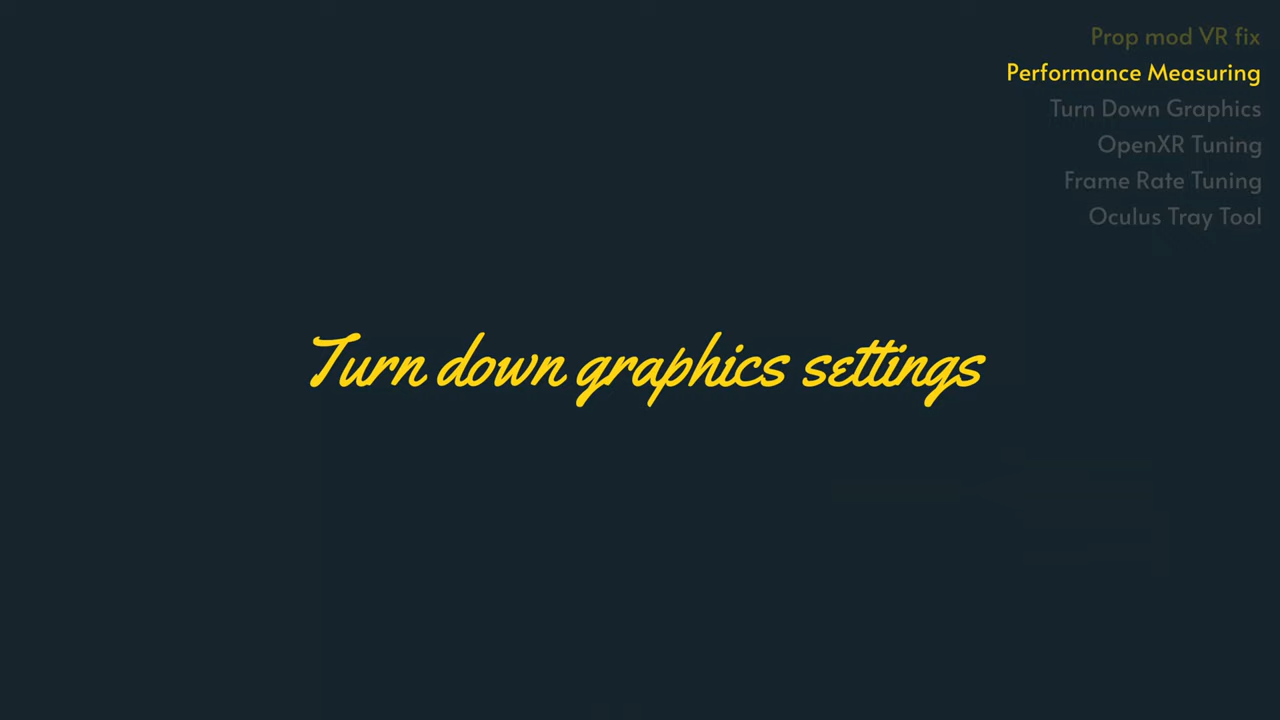 Prop mod VR fix
Performance Measuring
Turn Down Graphics
OpenXR Tuning
Frame Rate Tuning
Oculus Tray Tool
Turn down graphics settings